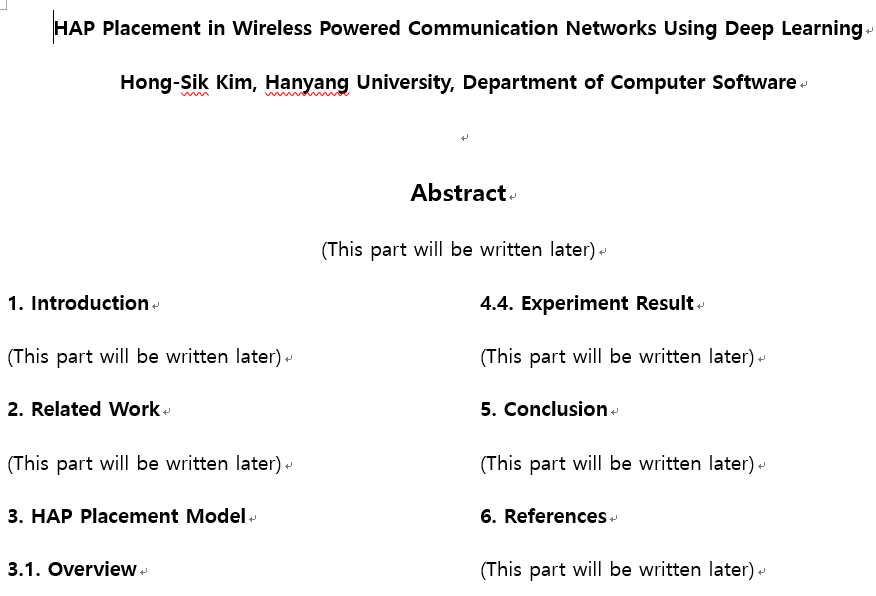 HAP Placement in Wireless Powered Communication Networks Using Deep Learning
Hong-Sik Kim, Hanyang University, Department of Computer Software
Abstract
(This part will be written later)
1. Introduction
(This part will be written later)
2. Related Work
(This part will be written later)
3. HAP Placement Model
3.1. Overview
4.4. Experiment Result
(This part will be written later)
5. Conclusion
(This part will be written later)
6. References
(This part will be written later)